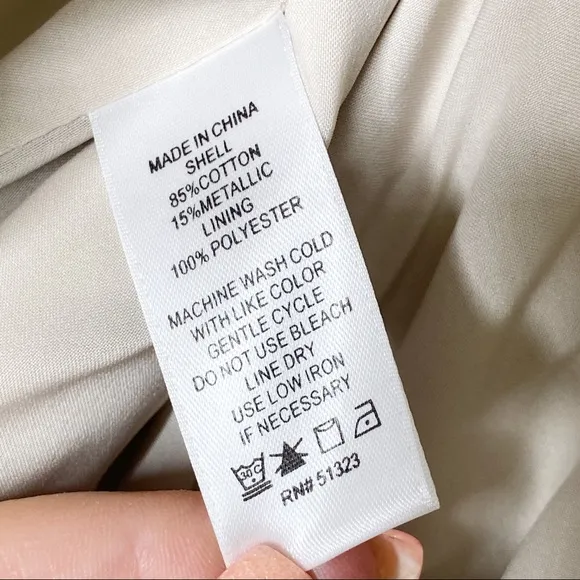 MADE IN CHINA
SHELL
85%COTTON
15%METALLIC
LINING
100% POLYESTER
MACHINE WASH COLD
WITH LIKE COLOR
GENTLE CYCLE
DO NOT USE BLEACH
LINE DRY
USE LOW IRON
IF NECESSARY
30C
RN# 51323